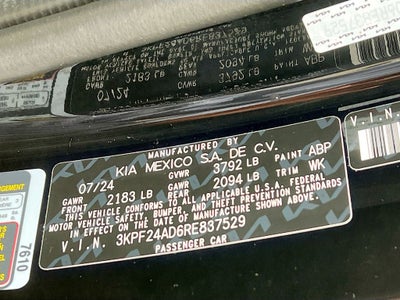 MANUFACTURED BY
KIA MEXICO S.A. DE C.V.
07/24 GVWR 3792 LB PAINT ABP
GAWR 2183 LB GAWR 2094 LB TRIM WK
THIS VEHICLE CONFORMS TO ALL APPLICABLE U.S.A. FEDERAL
MOTOR VEHICLE SAFETY, BUMPER, AND THEFT PREVENTION STANDARDS
IN EFFECT ON THE DATE OF MANUFACTURE SHOWN ABOVE.
V.I.N. 3KPF24AD6RE837529
PASSENGER CAR
V.I.N.
7610